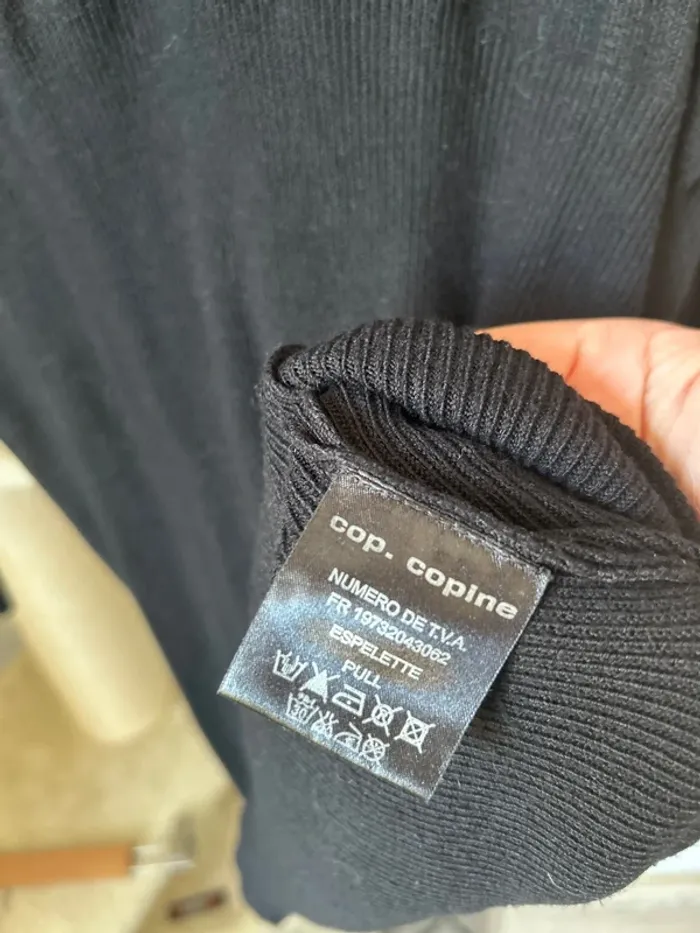 cop. copine
NUMERO DE T.V.A.
FR 19732043062
ESPELETTE
PULL